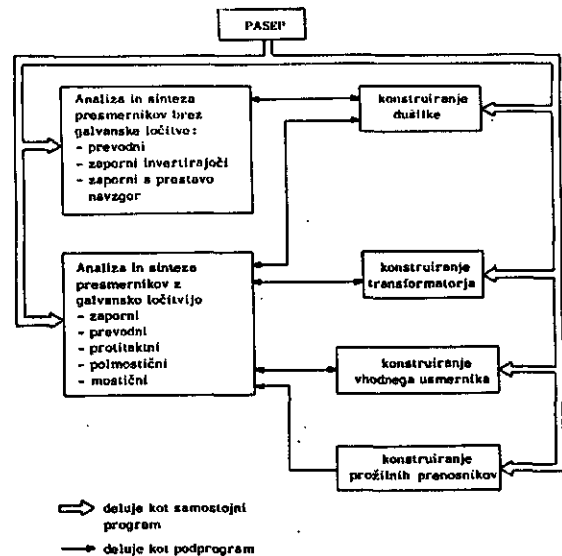 PASEP
Analiza in sinteza
presmernikov brez
galvanske ločitve:
- prevodni
- zaporni invertirajoči
- zaporni s prostavo
navzgor
konstruiranje
dušilke
Analiza in sinteza
presmernikov z
galvansko ločitvijo
- zaporni
- prevodni
- protitaktni
- polmostični
- mostični
konstruiranje
transformatorja
konstruiranje
vhodnega usmernika
konstruiranje
prožilnih prenosnikov
deluje kot samostojni
program
deluje kot podprogram